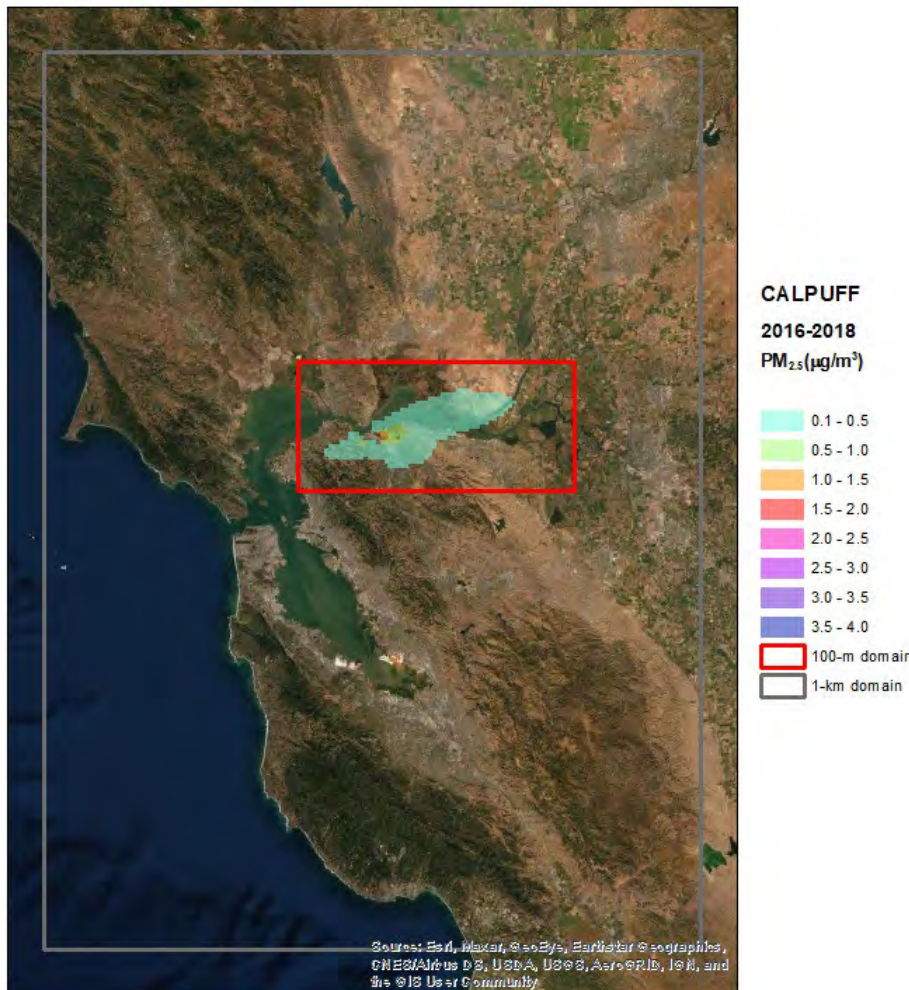 CALPUFF
2016-2018
PM2.5(µg/m³)
0.1 - 0.5
0.5 - 1.0
1.0 - 1.5
1.5 - 2.0
2.0 - 2.5
2.5 - 3.0
3.0 - 3.5
3.5 - 4.0
100-m domain
1-km domain
Source: Esri, Maxar, GeoEye, Earthstar Geographics,
CNES/Airbus DS, USDA, USGS, AeroGRID, IGN, and
the GIS User Community